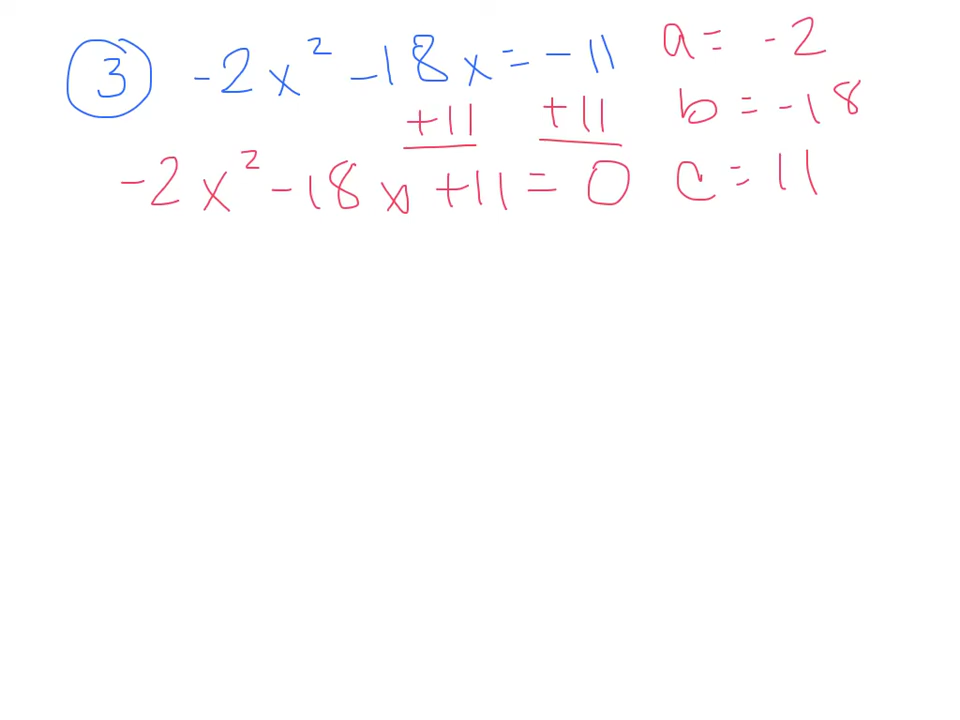 ③ -2x² -18x = -11
a = -2
+11 +11
b = -18
-2x² -18x +11 = 0
c = 11